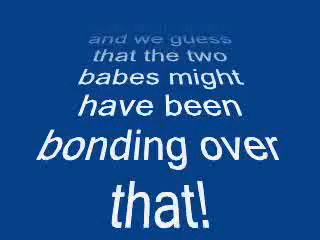 and we guess
that the two
babes might
have been
bonding over
that!